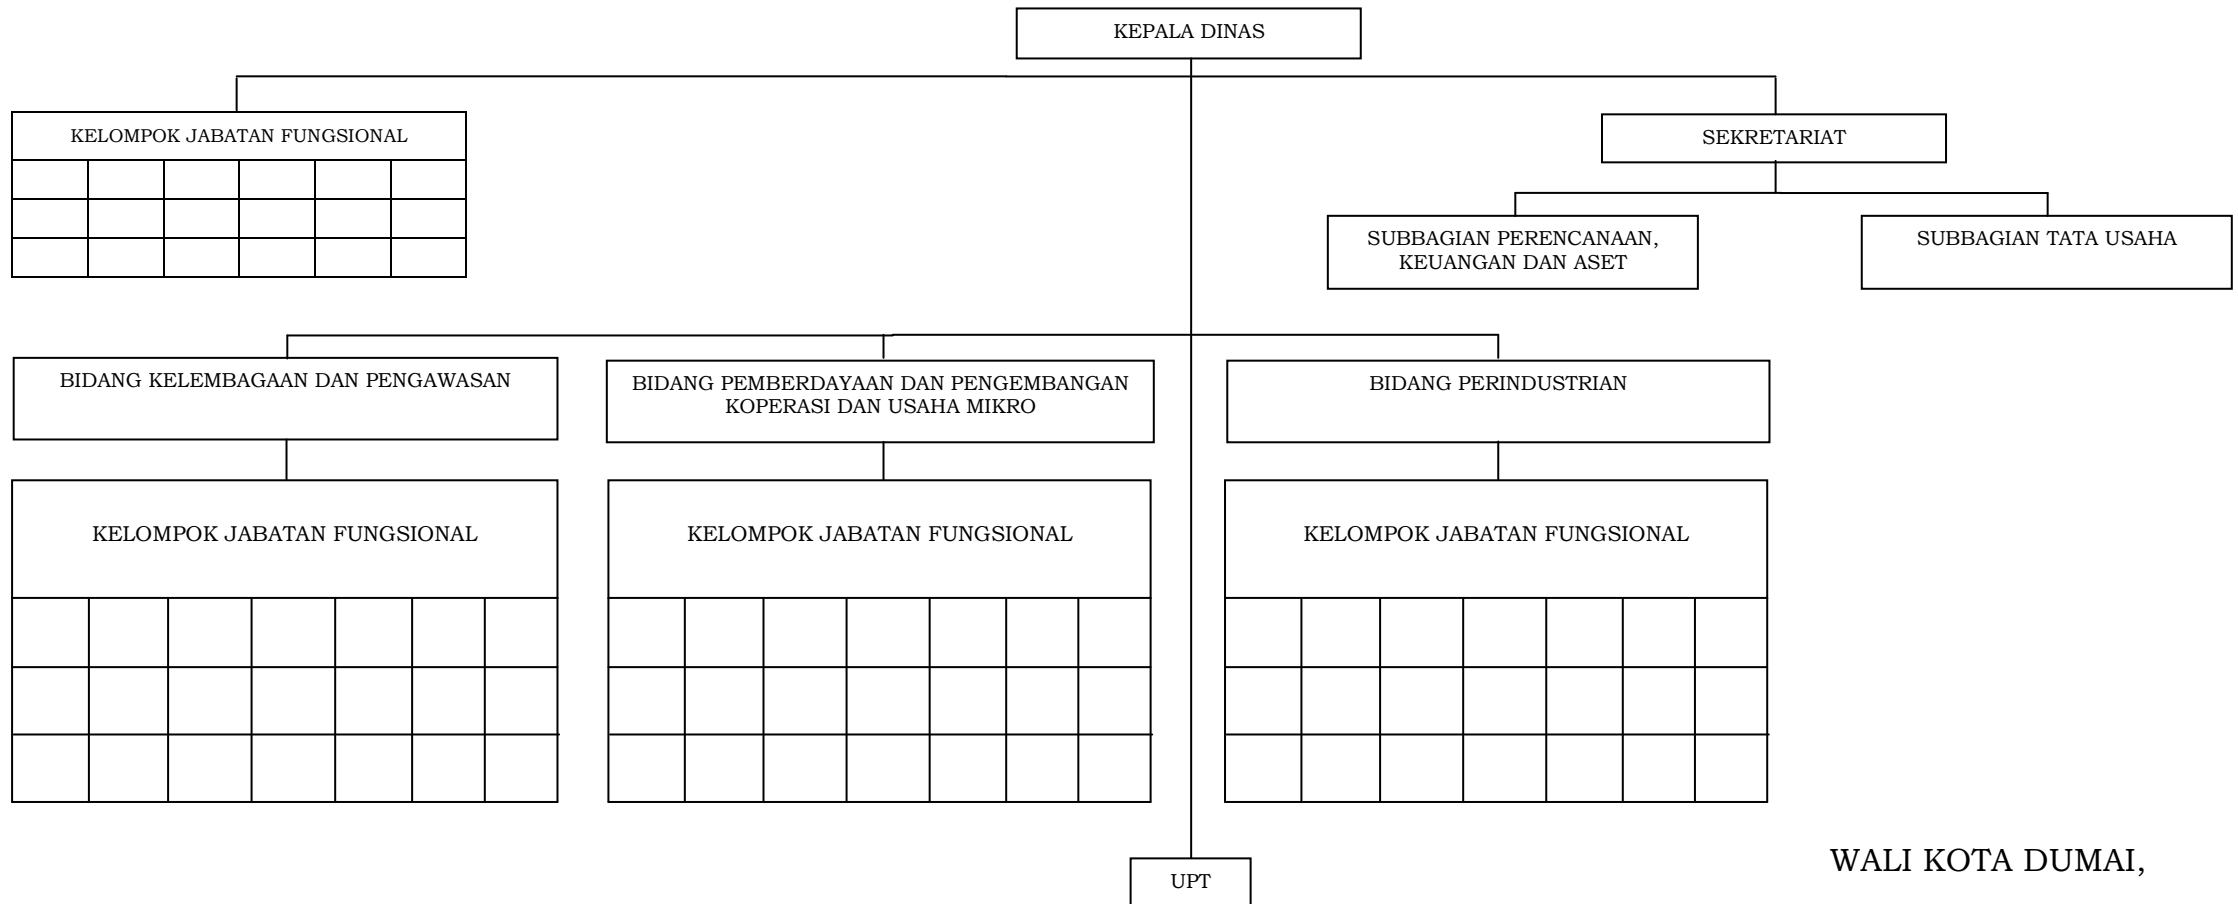 KEPALA DINAS
KELOMPOK JABATAN FUNGSIONAL
SEKRETARIAT
SUBBAGIAN PERENCANAAN,
KEUANGAN DAN ASET
SUBBAGIAN TATA USAHA
BIDANG KELEMBAGAAN DAN PENGAWASAN
BIDANG PEMBERDAYAAN DAN PENGEMBANGAN
KOPERASI DAN USAHA MIKRO
BIDANG PERINDUSTRIAN
KELOMPOK JABATAN FUNGSIONAL
KELOMPOK JABATAN FUNGSIONAL
KELOMPOK JABATAN FUNGSIONAL
WALI KOTA DUMAI,
UPT